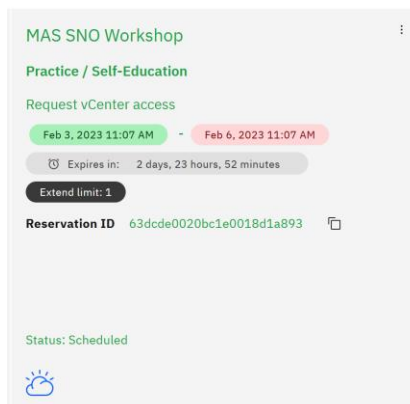 MAS SNO Workshop
Practice / Self-Education
Request vCenter access
Feb 3, 2023 11:07 AM - Feb 6, 2023 11:07 AM
Expires in: 2 days, 23 hours, 52 minutes
Extend limit: 1
Reservation ID 63dcde0020bc1e0018d1a893
Status: Scheduled